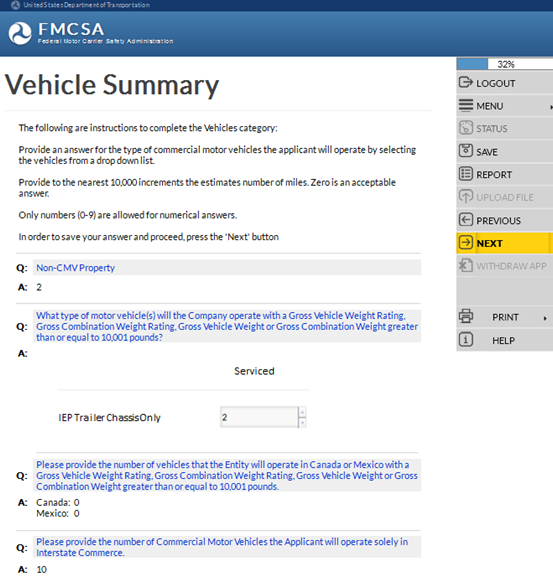 United States Department of Transportation
FMCSA
Federal Motor Carrier Safety Administration
32%
Vehicle Summary
LOGOUT
MENU
STATUS
SAVE
REPORT
UPLOAD FILE
PREVIOUS
NEXT
WITHDRAW APP
PRINT
HELP
The following are instructions to complete the Vehicles category:
Provide an answer for the type of commercial motor vehicles the applicant will operate by selecting
the vehicles from a drop down list.
Provide to the nearest 10,000 increments the estimates number of miles. Zero is an acceptable
answer.
Only numbers (0-9) are allowed for numerical answers.
In order to save your answer and proceed, press the 'Next' button
Q: Non-CMV Property
A: 2
Q: What type of motor vehicle(s) will the Company operate with a Gross Vehicle Weight Rating,
Gross Combination Weight Rating, Gross Vehicle Weight or Gross Combination Weight greater
than or equal to 10,001 pounds?
A:
Serviced
IEP Trailer Chassis Only 2
Q: Please provide the number of vehicles that the Entity will operate in Canada or Mexico with a
Gross Vehicle Weight Rating, Gross Combination Weight Rating, Gross Vehicle Weight or Gross
Combination Weight greater than or equal to 10,001 pounds.
A: Canada: 0
Mexico: 0
Q: Please provide the number of Commercial Motor Vehicles the Applicant will operate solely in
Interstate Commerce.
A: 10